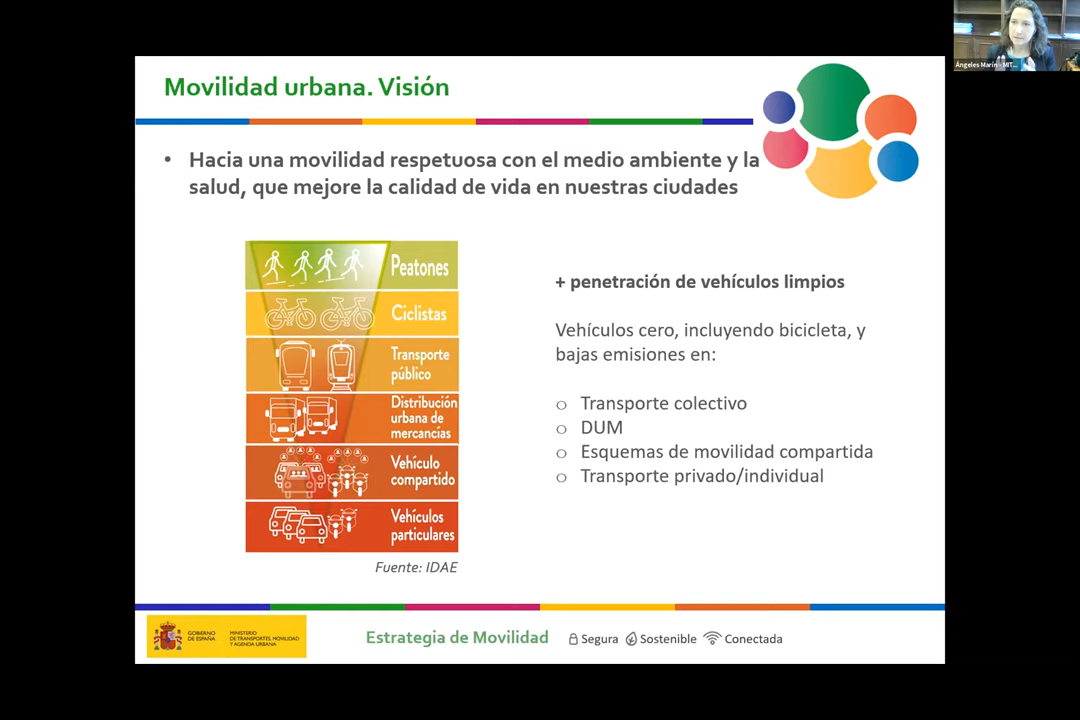 Ángeles Marín - MIT...
Movilidad urbana. Visión
• Hacia una movilidad respetuosa con el medio ambiente y la
salud, que mejore la calidad de vida en nuestras ciudades
Peatones
Ciclistas
Transporte
público
Distribución
urbana de
mercancías
Vehículo
compartido
Vehículos
particulares
Fuente: IDAE
+ penetración de vehículos limpios
Vehículos cero, incluyendo bicicleta, y
bajas emisiones en:
o Transporte colectivo
o DUM
o Esquemas de movilidad compartida
o Transporte privado/individual
GOBIERNO
DE ESPAÑA
MINISTERIO
DE TRANSPORTES, MOVILIDAD
Y AGENDA URBANA
Estrategia de Movilidad
Segura
Sostenible
Conectada